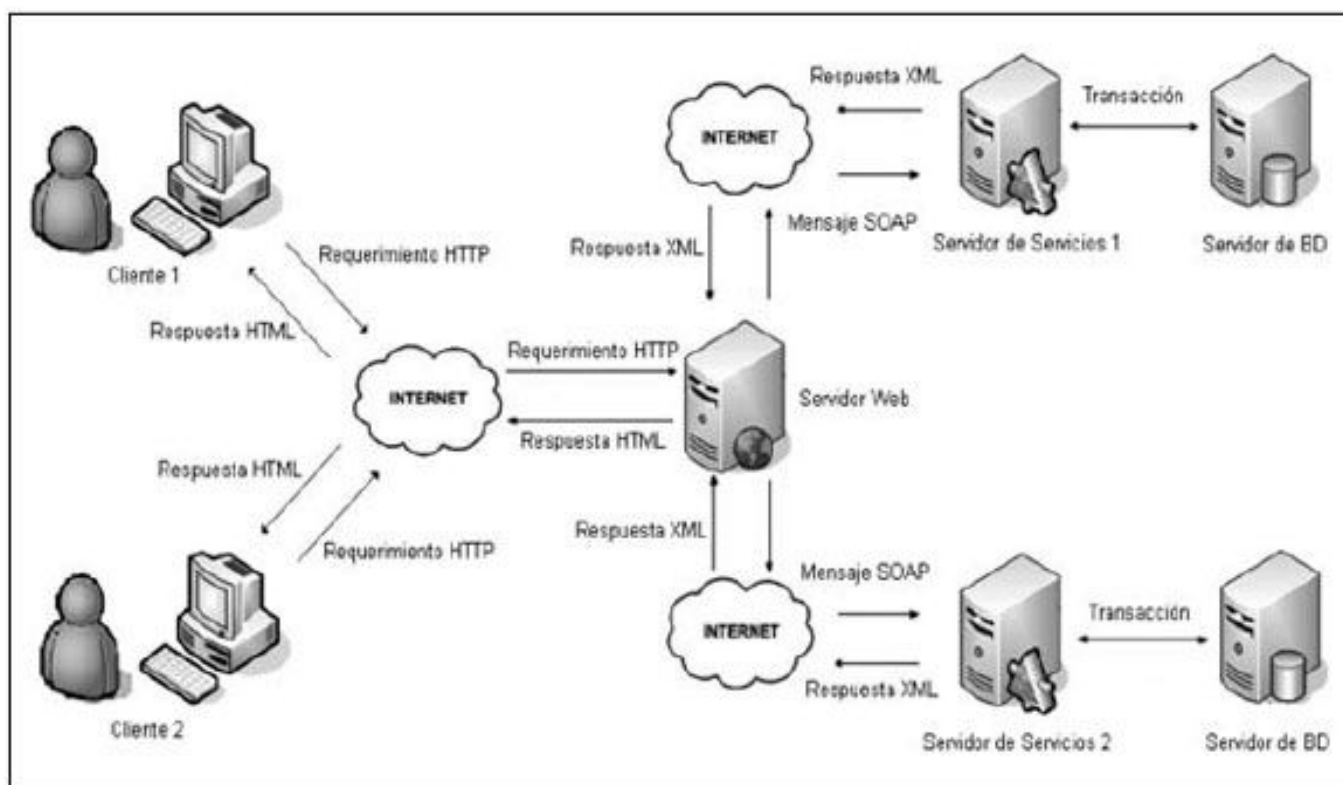 Respuesta XML
Transacción
INTERNET
Mensaje SOAP
Respuesta XML
Servidor de Servicios 1
Servidor de BD
Cliente 1
Requerimiento HTTP
Respuesta HTML
Requerimiento HTTP
INTERNET
Servidor Web
Respuesta HTML
Respuesta HTML
Requerimiento HTTP
Respuesta XML
Mensaje SOAP
INTERNET
Transacción
Respuesta XML
Cliente 2
Servidor de Servicios 2
Servidor de BD